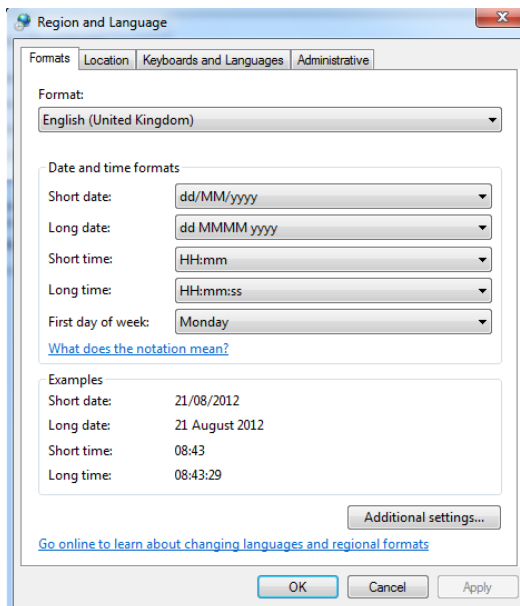 Region and Language
Formats Location Keyboards and Languages Administrative
Format:
English (United Kingdom)
Date and time formats
Short date: dd/MM/yyyy
Long date: dd MMMM yyyy
Short time: HH:mm
Long time: HH:mm:ss
First day of week: Monday
What does the notation mean?
Examples
Short date: 21/08/2012
Long date: 21 August 2012
Short time: 08:43
Long time: 08:43:29
Additional settings...
Go online to learn about changing languages and regional formats
OK Cancel Apply